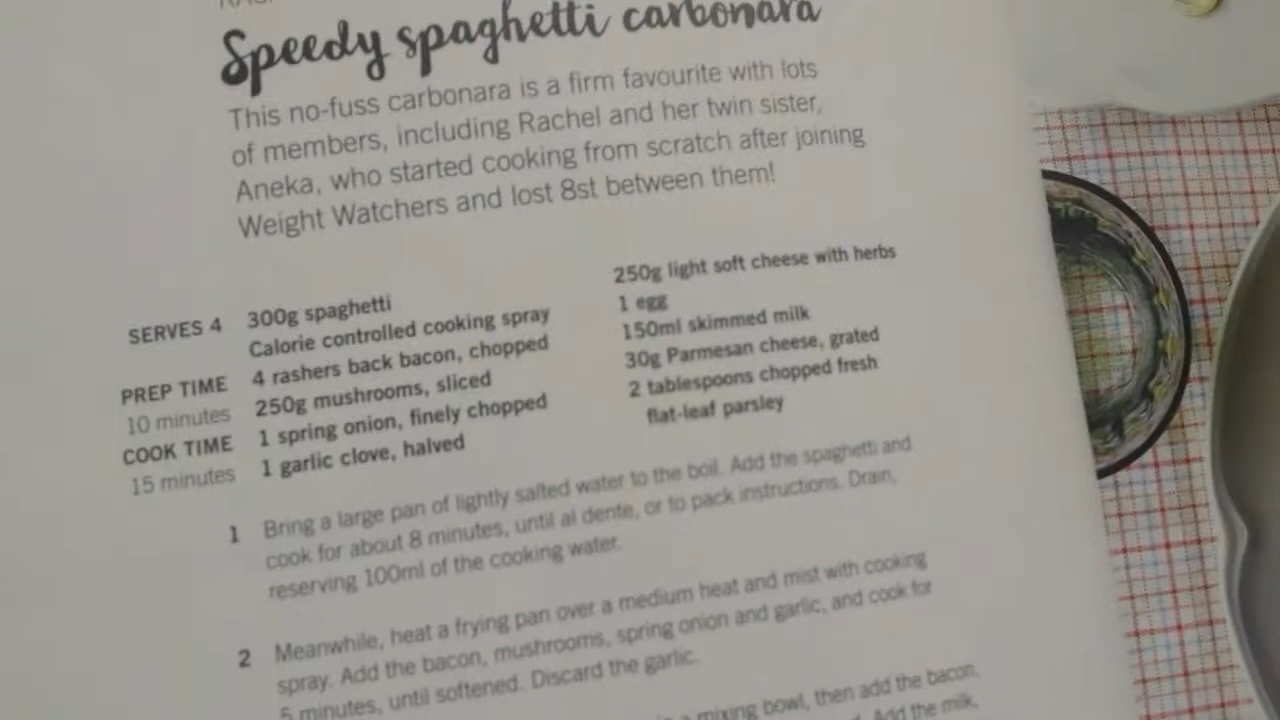 Speedy spaghetti carbonara
This no-fuss carbonara is a firm favourite with lots
of members, including Rachel and her twin sister,
Aneka, who started cooking from scratch after joining
Weight Watchers and lost 8st between them!
SERVES 4
PREP TIME
10 minutes
COOK TIME
15 minutes
300g spaghetti
Calorie controlled cooking spray
4 rashers back bacon, chopped
250g mushrooms, sliced
1 spring onion, finely chopped
1 garlic clove, halved
250g light soft cheese with herbs
1 egg
150ml skimmed milk
30g Parmesan cheese, grated
2 tablespoons chopped fresh
flat-leaf parsley
1 Bring a large pan of lightly salted water to the boil. Add the spaghetti and
cook for about 8 minutes, until al dente, or to pack instructions. Drain,
reserving 100ml of the cooking water.
2 Meanwhile, heat a frying pan over a medium heat and mist with cooking
spray. Add the bacon, mushrooms, spring onion and garlic, and cook for
5 minutes, until softened. Discard the garlic.
a mixing bowl, then add the bacon,
Add the milk,